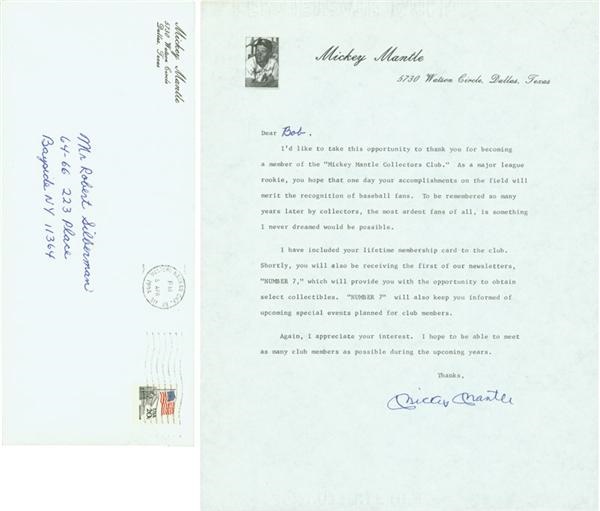 Mickey Mantle
5730 Watson Circle
Dallas, Texas
Mr Robert Silberman
64-66 223 Place
Bayside NY 11364
PM
1984
20c
Mickey Mantle
5730 Watson Circle, Dallas, Texas
Dear Bob.
I'd like to take this opportunity to thank you for becoming
a member of the "Mickey Mantle Collectors Club." As a major league
rookie, you hope that one day your accomplishments on the field will
merit the recognition of baseball fans. To be remembered so many
years later by collectors, the most ardent fans of all, is something
I never dreamed would be possible.
I have included your lifetime membership card to the club.
Shortly, you will also be receiving the first of our newsletters,
"NUMBER 7," which will provide you with the opportunity to obtain
select collectibles. "NUMBER 7" will also keep you informed of
upcoming special events planned for club members.
Again, I appreciate your interest. I hope to be able to meet
as many club members as possible during the upcoming years.
Thanks,
Mickey Mantle